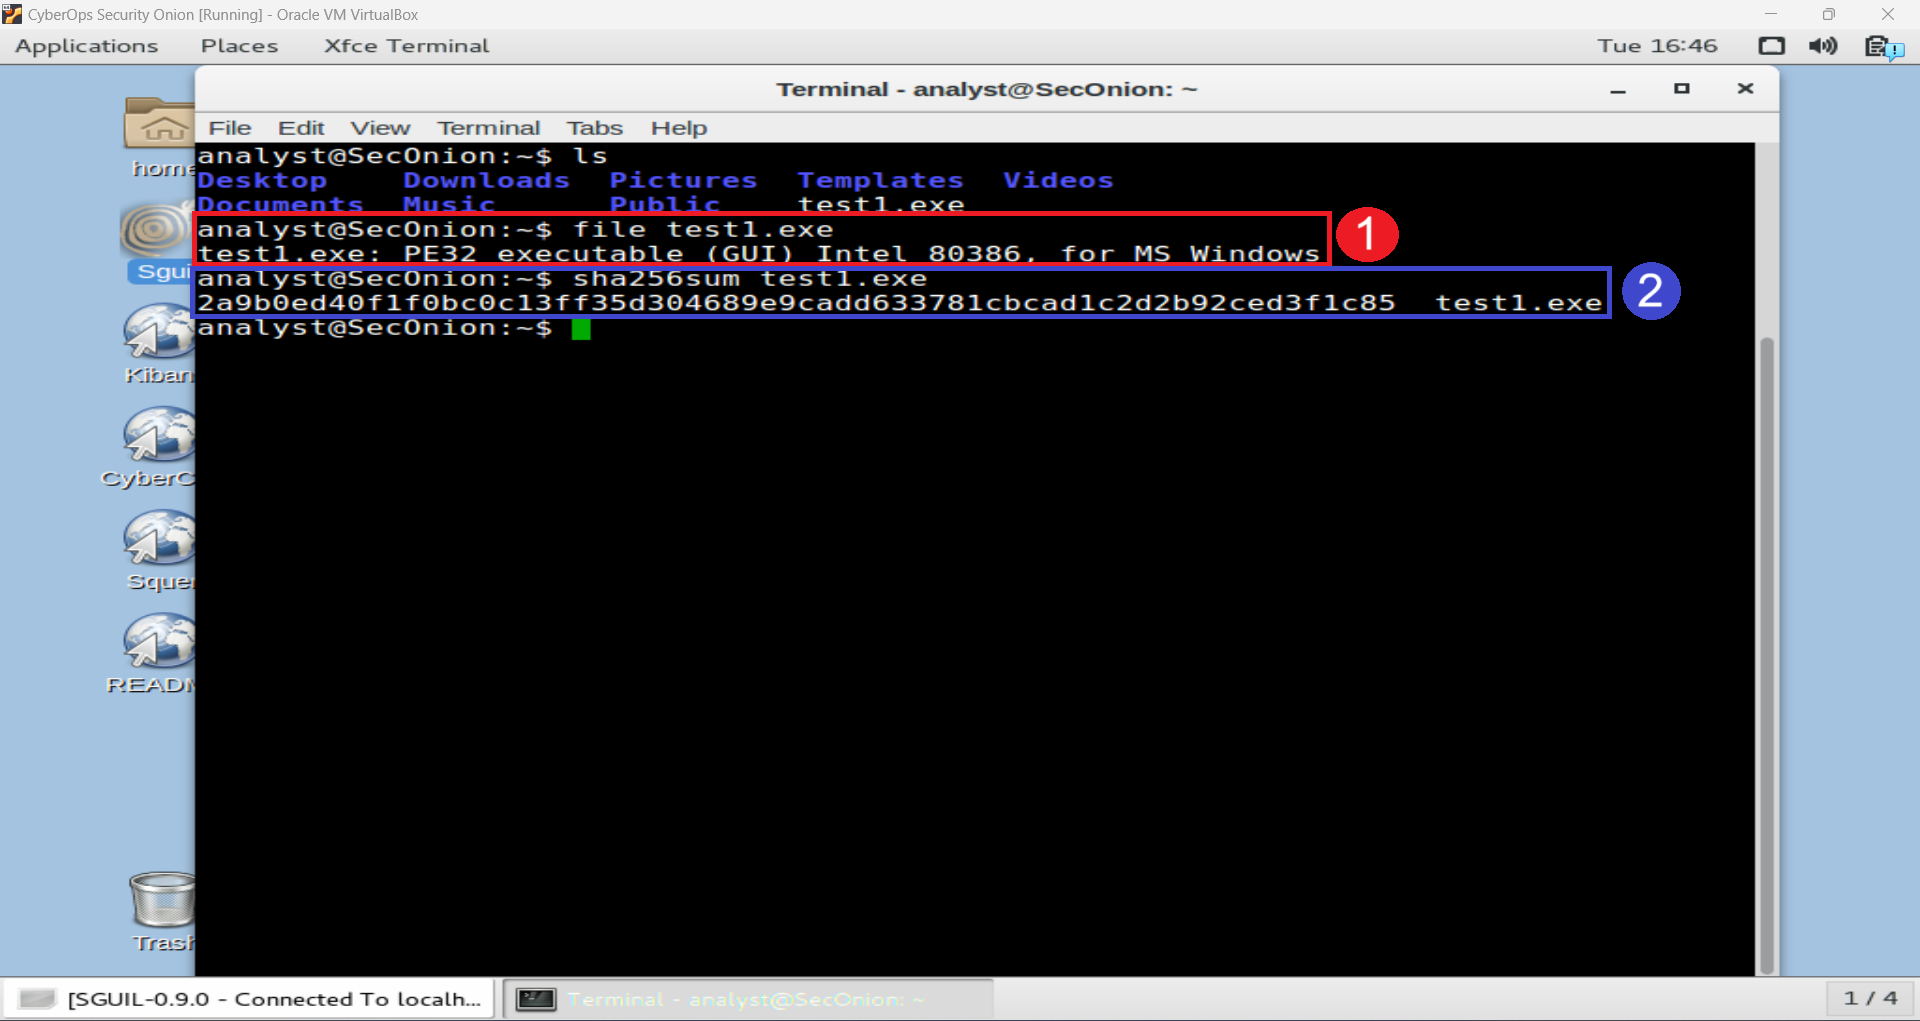 CyberOps Security Onion [Running] - Oracle VM VirtualBox
Applications Places Xfce Terminal Tue 16:46
Terminal - analyst@SecOnion: ~
File Edit View Terminal Tabs Help
home
analyst@SecOnion:~$ ls
Desktop Downloads Pictures Templates Videos
Documents Music Public test1.exe
analyst@SecOnion:~$ file test1.exe
test1.exe: PE32 executable (GUI) Intel 80386, for MS Windows
1
Sgui
analyst@SecOnion:~$ sha256sum test1.exe
2a9b0ed40f1f0bc0c13ff35d304689e9cadd633781cbcad1c2d2b92ced3f1c85 test1.exe
2
analyst@SecOnion:~$
Kiban
CyberC
Squer
READM
Trash
[SGUIL-0.9.0 - Connected To localh...
Terminal - analyst@SecOnion: ~
1 / 4